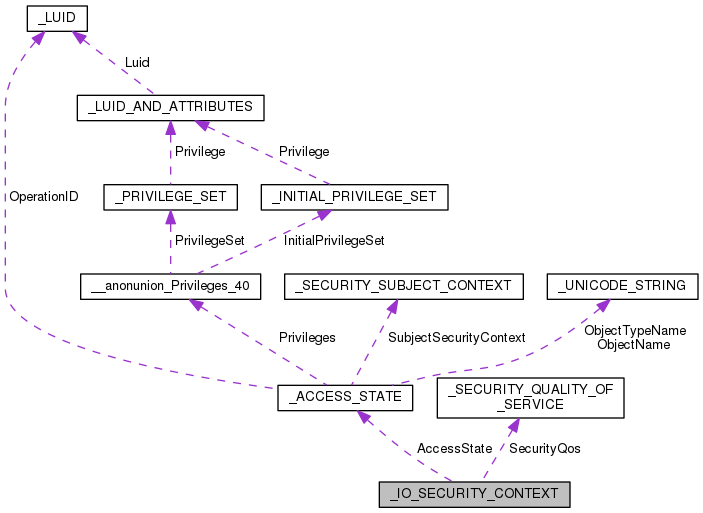 _LUID
Luid
_LUID_AND_ATTRIBUTES
Privilege
Privilege
OperationID
_PRIVILEGE_SET
_INITIAL_PRIVILEGE_SET
PrivilegeSet
InitialPrivilegeSet
__anonunion_Privileges_40
_SECURITY_SUBJECT_CONTEXT
_UNICODE_STRING
Privileges
SubjectSecurityContext
ObjectTypeName
ObjectName
_ACCESS_STATE
_SECURITY_QUALITY_OF
_SERVICE
AccessState
SecurityQos
_IO_SECURITY_CONTEXT